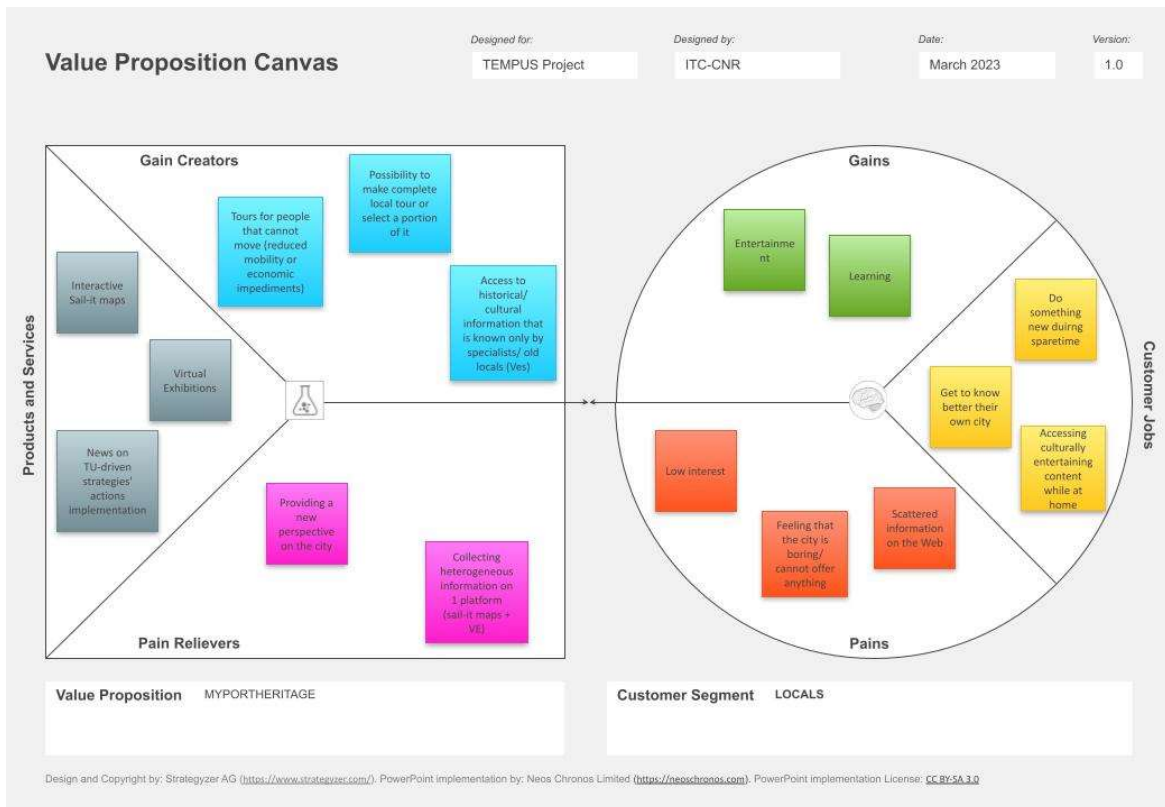 Value Proposition Canvas
Designed for:
TEMPUS Project
Designed by:
ITC-CNR
Date:
March 2023
Version:
1.0
Products and Services
Gain Creators
Interactive
Sail-it maps
Virtual
Exhibitions
News on
TU-driven
strategies'
actions
implementation
Tours for people
that cannot
move (reduced
mobility or
economic
impediments)
Possibility to
make complete
local tour or
select a portion
of it
Access to
historical/
cultural
information that
is known only by
specialists/ old
locals (Ves)
Providing a
new
perspective
on the city
Collecting
heterogeneous
information on
1 platform
(sail-it maps +
VE)
Pain Relievers
Gains
Entertainme
nt
Learning
Customer Jobs
Do
something
new duirng
sparetime
Get to know
better their
own city
Accessing
culturally
entertaining
content
while at
home
Low interest
Feeling that
the city is
boring/
cannot offer
anything
Scattered
information
on the Web
Pains
Value Proposition MYPORTHERITAGE
Customer Segment LOCALS
Design and Copyright by: Strategyzer AG (https://www.strategyzer.com/). PowerPoint implementation by: Neos Chronos Limited (https://neoschronos.com). PowerPoint implementation License: CC BY-SA 3.0